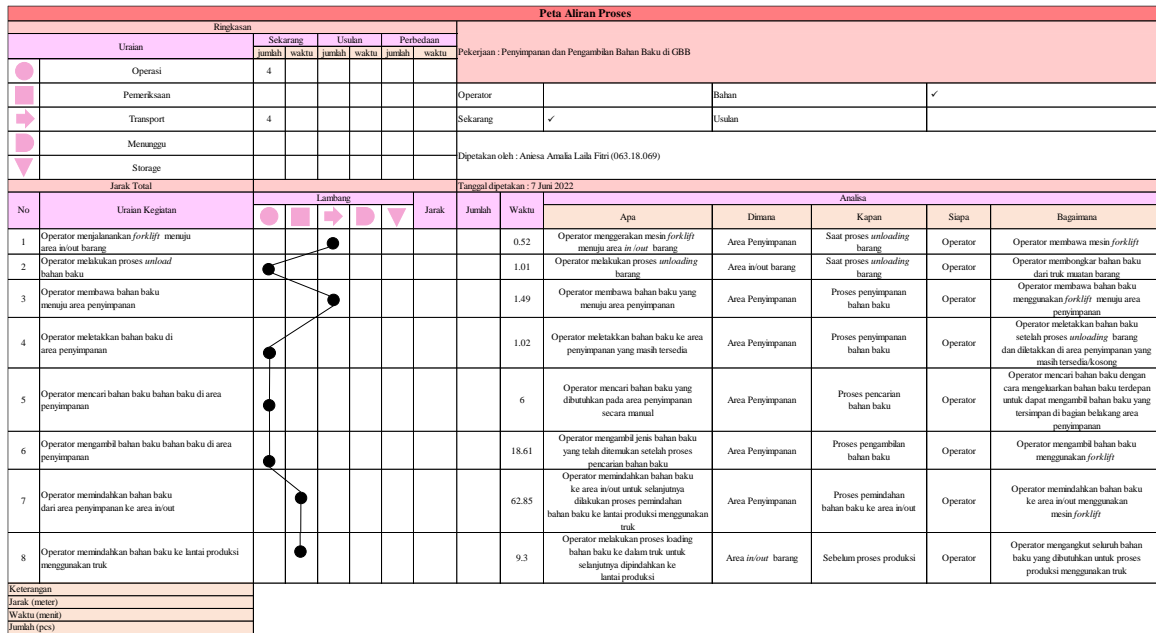 Peta Aliran Proses
Ringkasan
Uraian
Sekarang
Usulan
Perbedaan
jumlah
waktu
jumlah
waktu
jumlah
waktu
Pekerjaan : Penyimpanan dan Pengambilan Bahan Baku di GBB
Operasi
4
Pemeriksaan
Operator
Bahan
✓
Transport
4
Sekarang
✓
Usulan
Menunggu
Storage
Dipetakan oleh : Aniesa Amalia Laila Fitri (063.18.069)
Jarak Total
Tanggal dipetakan : 7 Juni 2022
No
Uraian Kegiatan
Lambang
Jarak
Jumlah
Waktu
Analisa
Apa
Dimana
Kapan
Siapa
Bagaimana
1
Operator menjalanankan forklift menuju
area in/out barang
0.52
Operator menggerakan mesin forklift
menuju area in /out barang
Area Penyimpanan
Saat proses unloading
barang
Operator
Operator membawa mesin forklift
2
Operator melakukan proses unload
bahan baku
1.01
Operator melakukan proses unloading
barang
Area in/out barang
Saat proses unloading
barang
Operator
Operator membongkar bahan baku
dari truk muatan barang
3
Operator membawa bahan baku
menuju area penyimpanan
1.49
Operator membawa bahan baku yang
menuju area penyimpanan
Area Penyimpanan
Proses penyimpanan
bahan baku
Operator
Operator membawa bahan baku
menggunakan forklift menuju area
penyimpanan
4
Operator meletakkan bahan baku di
area penyimpanan
1.02
Operator meletakkan bahan baku ke area
penyimpanan yang masih tersedia
Area Penyimpanan
Proses penyimpanan
bahan baku
Operator
Operator meletakkan bahan baku
setelah proses unloading barang
dan diletakkan di area penyimpanan yang
masih tersedia/kosong
5
Operator mencari bahan baku bahan baku di area
penyimpanan
6
Operator mencari bahan baku yang
dibutuhkan pada area penyimpanan
secara manual
Area Penyimpanan
Proses pencarian
bahan baku
Operator
Operator mencari bahan baku dengan
cara mengeluarkan bahan baku terdepan
untuk dapat mengambil bahan baku yang
tersimpan di bagian belakang area
penyimpanan
6
Operator mengambil bahan baku bahan baku di area
penyimpanan
18.61
Operator mengambil jenis bahan baku
yang telah ditemukan setelah proses
pencarian bahan baku
Area Penyimpanan
Proses pengambilan
bahan baku
Operator
Operator mengambil bahan baku
menggunakan forklift
7
Operator memindahkan bahan baku
dari area penyimpanan ke area in/out
62.85
Operator memindahkan bahan baku
ke area in/out untuk selanjutnya
dilakukan proses pemindahan
bahan baku ke lantai produksi menggunakan
truk
Area Penyimpanan
Proses pemindahan
bahan baku ke area in/out
Operator
Operator memindahkan bahan baku
ke area in/out menggunakan
mesin forklift
8
Operator memindahkan bahan baku ke lantai produksi
menggunakan truk
9.3
Operator melakukan proses loading
bahan baku ke dalam truk untuk
selanjutnya dipindahkan ke
lantai produksi
Area in/out barang
Sebelum proses produksi
Operator
Operator mengangkut seluruh bahan
baku yang dibutuhkan untuk proses
produksi menggunakan truk
Keterangan
Jarak (meter)
Waktu (menit)
Jumlah (pcs)